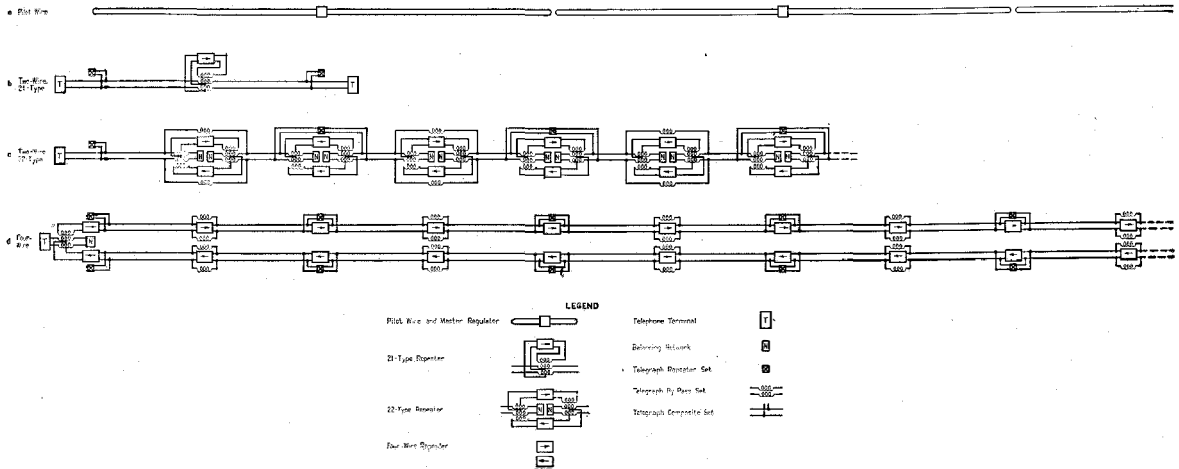 a Pilot Wire
b Two-Wire
21-Type
T
T
c Two-Wire
22-Type
T
N N
N N
N N
N N
N N
N N
d Four-
Wire
T
N
LEGEND
Pilot Wire and Master Regulator
Telephone Terminal
T
Balancing Network
N
21-Type Repeater
Telegraph Repeater Set
Telegraph By Pass Set
22-Type Repeater
N N
Telegraph Composite Set
Four-Wire Repeater